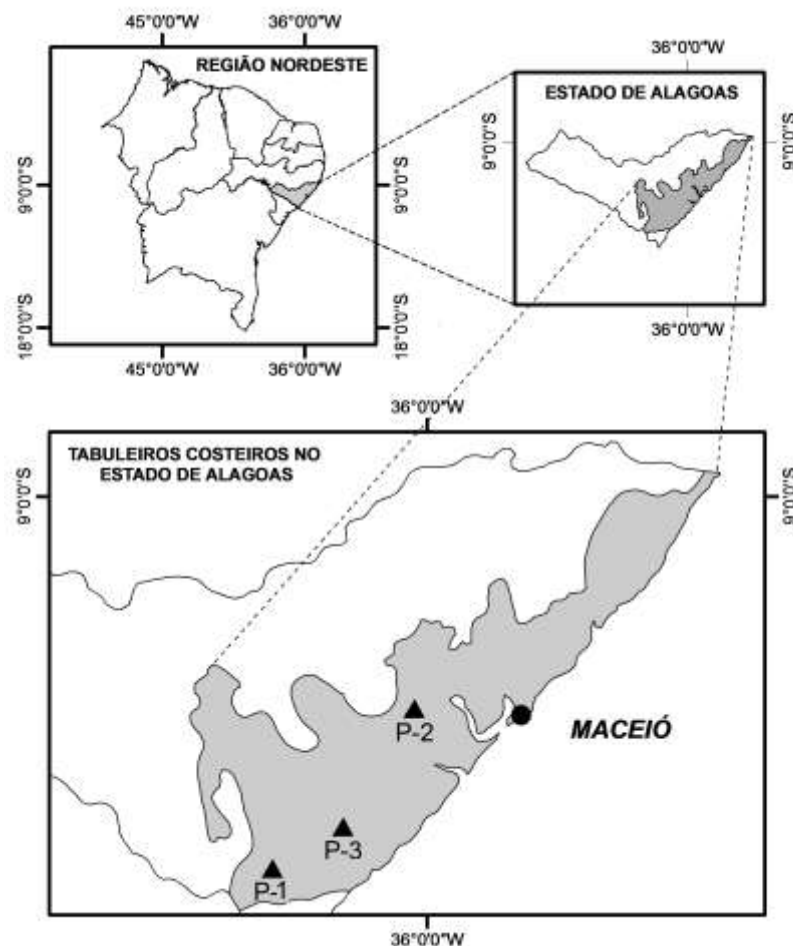 45°0'0"W
36°0'0"W
REGIÃO NORDESTE
9°0'0"S
18°0'0"S
9°0'0"S
18°0'0"S
45°0'0"W
36°0'0"W
36°0'0"W
ESTADO DE ALAGOAS
9°0'0"S
9°0'0"S
36°0'0"W
36°0'0"W
TABULEIROS COSTEIROS NO
ESTADO DE ALAGOAS
9°0'0"S
9°0'0"S
P-2
MACEIÓ
P-3
P-1
36°0'0"W